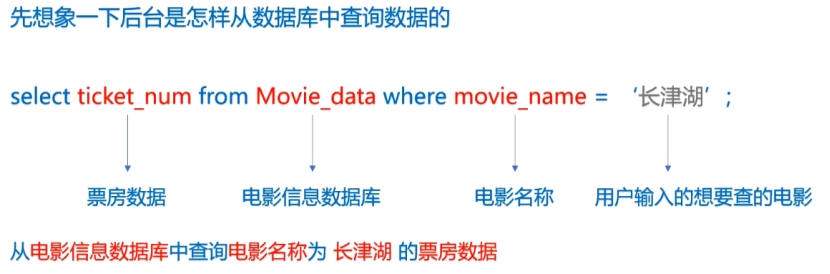 先想象一下后台是怎样从数据库中查询数据的
select ticket_num from Movie_data where movie_name = ‘长津湖’;
票房数据 电影信息数据库 电影名称 用户输入的想要查的电影
从电影信息数据库中查询电影名称为 长津湖 的票房数据